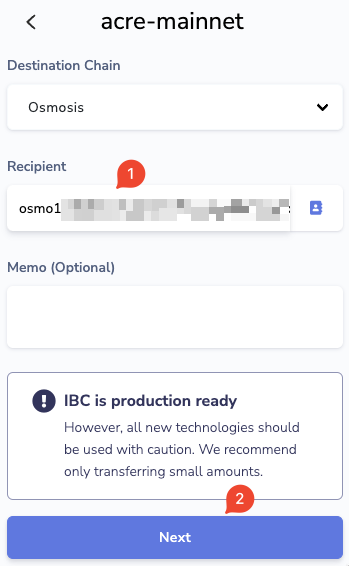 acre-mainnet
Destination Chain
Osmosis
Recipient
1
osmo1
Memo (Optional)
IBC is production ready
However, all new technologies should
be used with caution. We recommend
only transferring small amounts.
2
Next